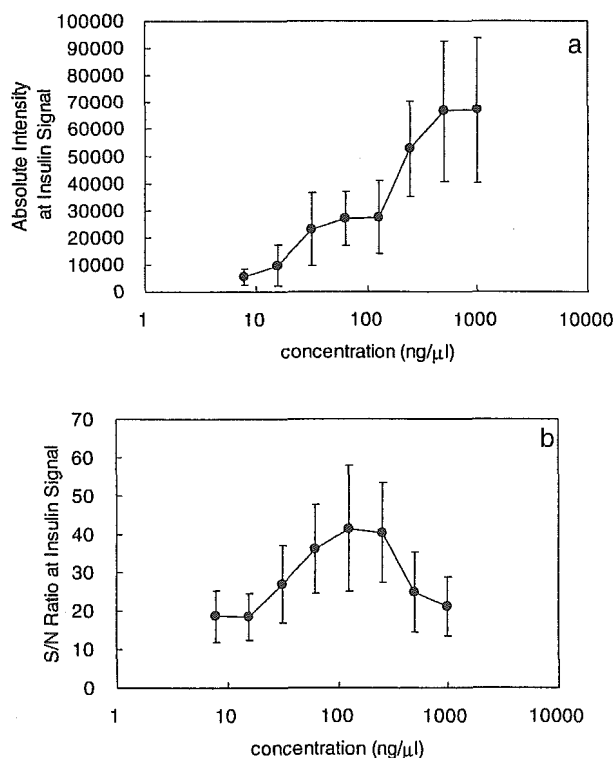 a
Absolute Intensity
at Insulin Signal
100000
90000
80000
70000
60000
50000
40000
30000
20000
10000
0
1 10 100 1000 10000
concentration (ng/µl)
b
S/N Ratio at Insulin Signal
70
60
50
40
30
20
10
0
1 10 100 1000 10000
concentration (ng/µl)